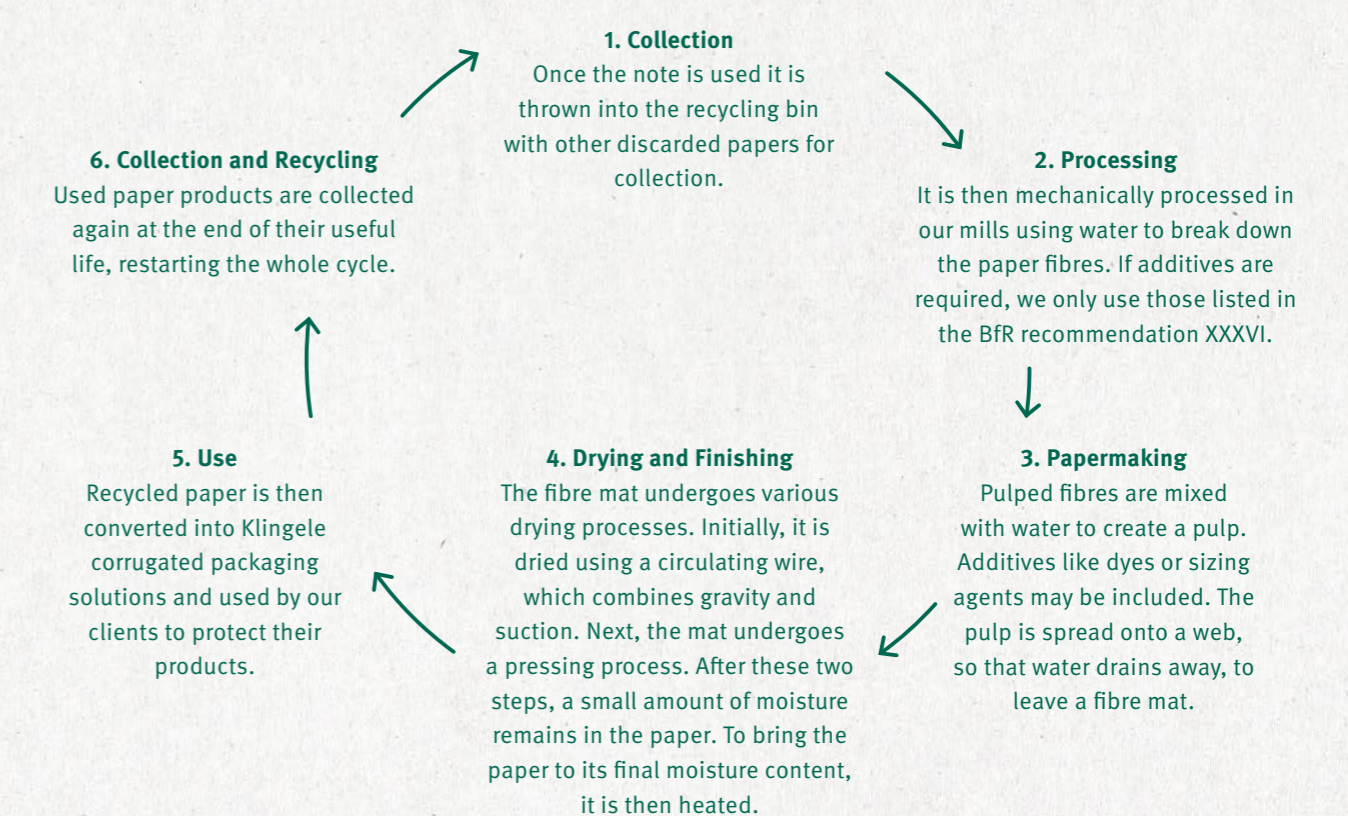 1. Collection
Once the note is used it is
thrown into the recycling bin
with other discarded papers for
collection.
2. Processing
It is then mechanically processed in
our mills using water to break down
the paper fibres. If additives are
required, we only use those listed in
the BfR recommendation XXXVI.
3. Papermaking
Pulped fibres are mixed
with water to create a pulp.
Additives like dyes or sizing
agents may be included. The
pulp is spread onto a web,
so that water drains away, to
leave a fibre mat.
4. Drying and Finishing
The fibre mat undergoes various
drying processes. Initially, it is
dried using a circulating wire,
which combines gravity and
suction. Next, the mat undergoes
a pressing process. After these two
steps, a small amount of moisture
remains in the paper. To bring the
paper to its final moisture content,
it is then heated.
5. Use
Recycled paper is then
converted into Klingele
corrugated packaging
solutions and used by our
clients to protect their
products.
6. Collection and Recycling
Used paper products are collected
again at the end of their useful
life, restarting the whole cycle.